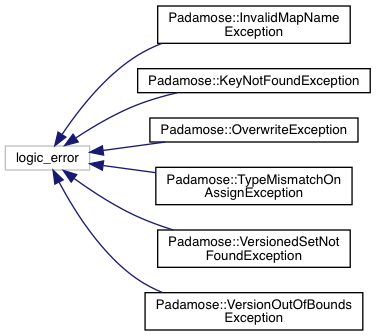 Padamose::InvalidMapName
Exception
Padamose::KeyNotFoundException
Padamose::OverwriteException
logic_error
Padamose::TypeMismatchOn
AssignException
Padamose::VersionedSetNot
FoundException
Padamose::VersionOutOfBounds
Exception